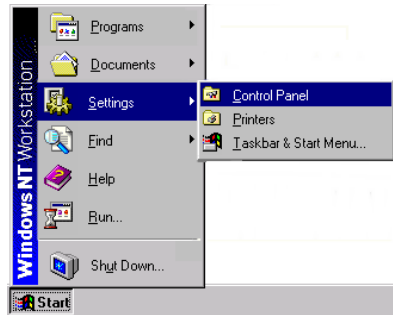 Windows NT Workstation
Programs
Documents
Settings
Find
Help
Run...
Shut Down...
Control Panel
Printers
Taskbar & Start Menu...
Start